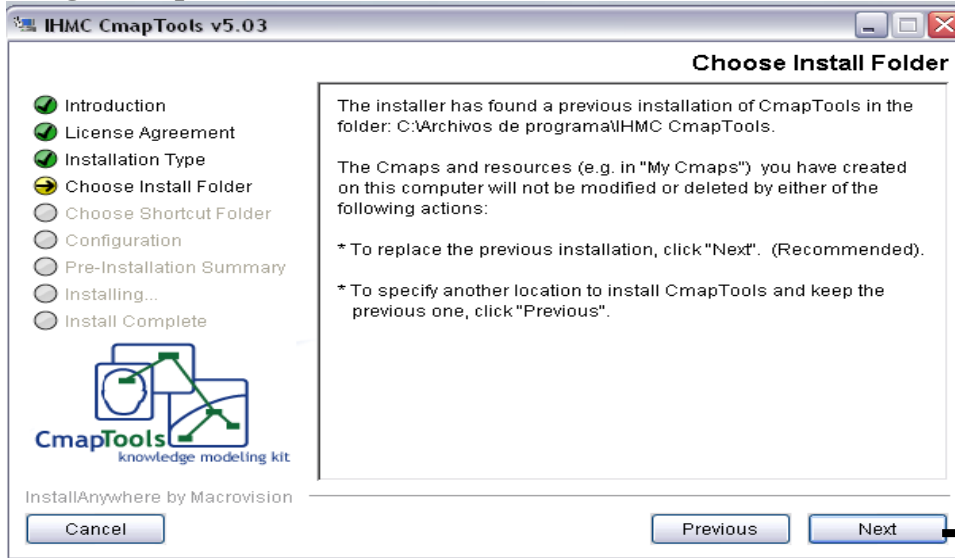 IHMC CmapTools v5.03
Choose Install Folder
Introduction
License Agreement
Installation Type
Choose Install Folder
Choose Shortcut Folder
Configuration
Pre-Installation Summary
Installing...
Install Complete
The installer has found a previous installation of CmapTools in the
folder: C:\Archivos de programa\IHMC CmapTools.
The Cmaps and resources (e.g. in "My Cmaps") you have created
on this computer will not be modified or deleted by either of the
following actions:
* To replace the previous installation, click "Next". (Recommended).
* To specify another location to install CmapTools and keep the
previous one, click "Previous".
CmapTools
knowledge modeling kit
InstallAnywhere by Macrovision
Cancel
Previous
Next